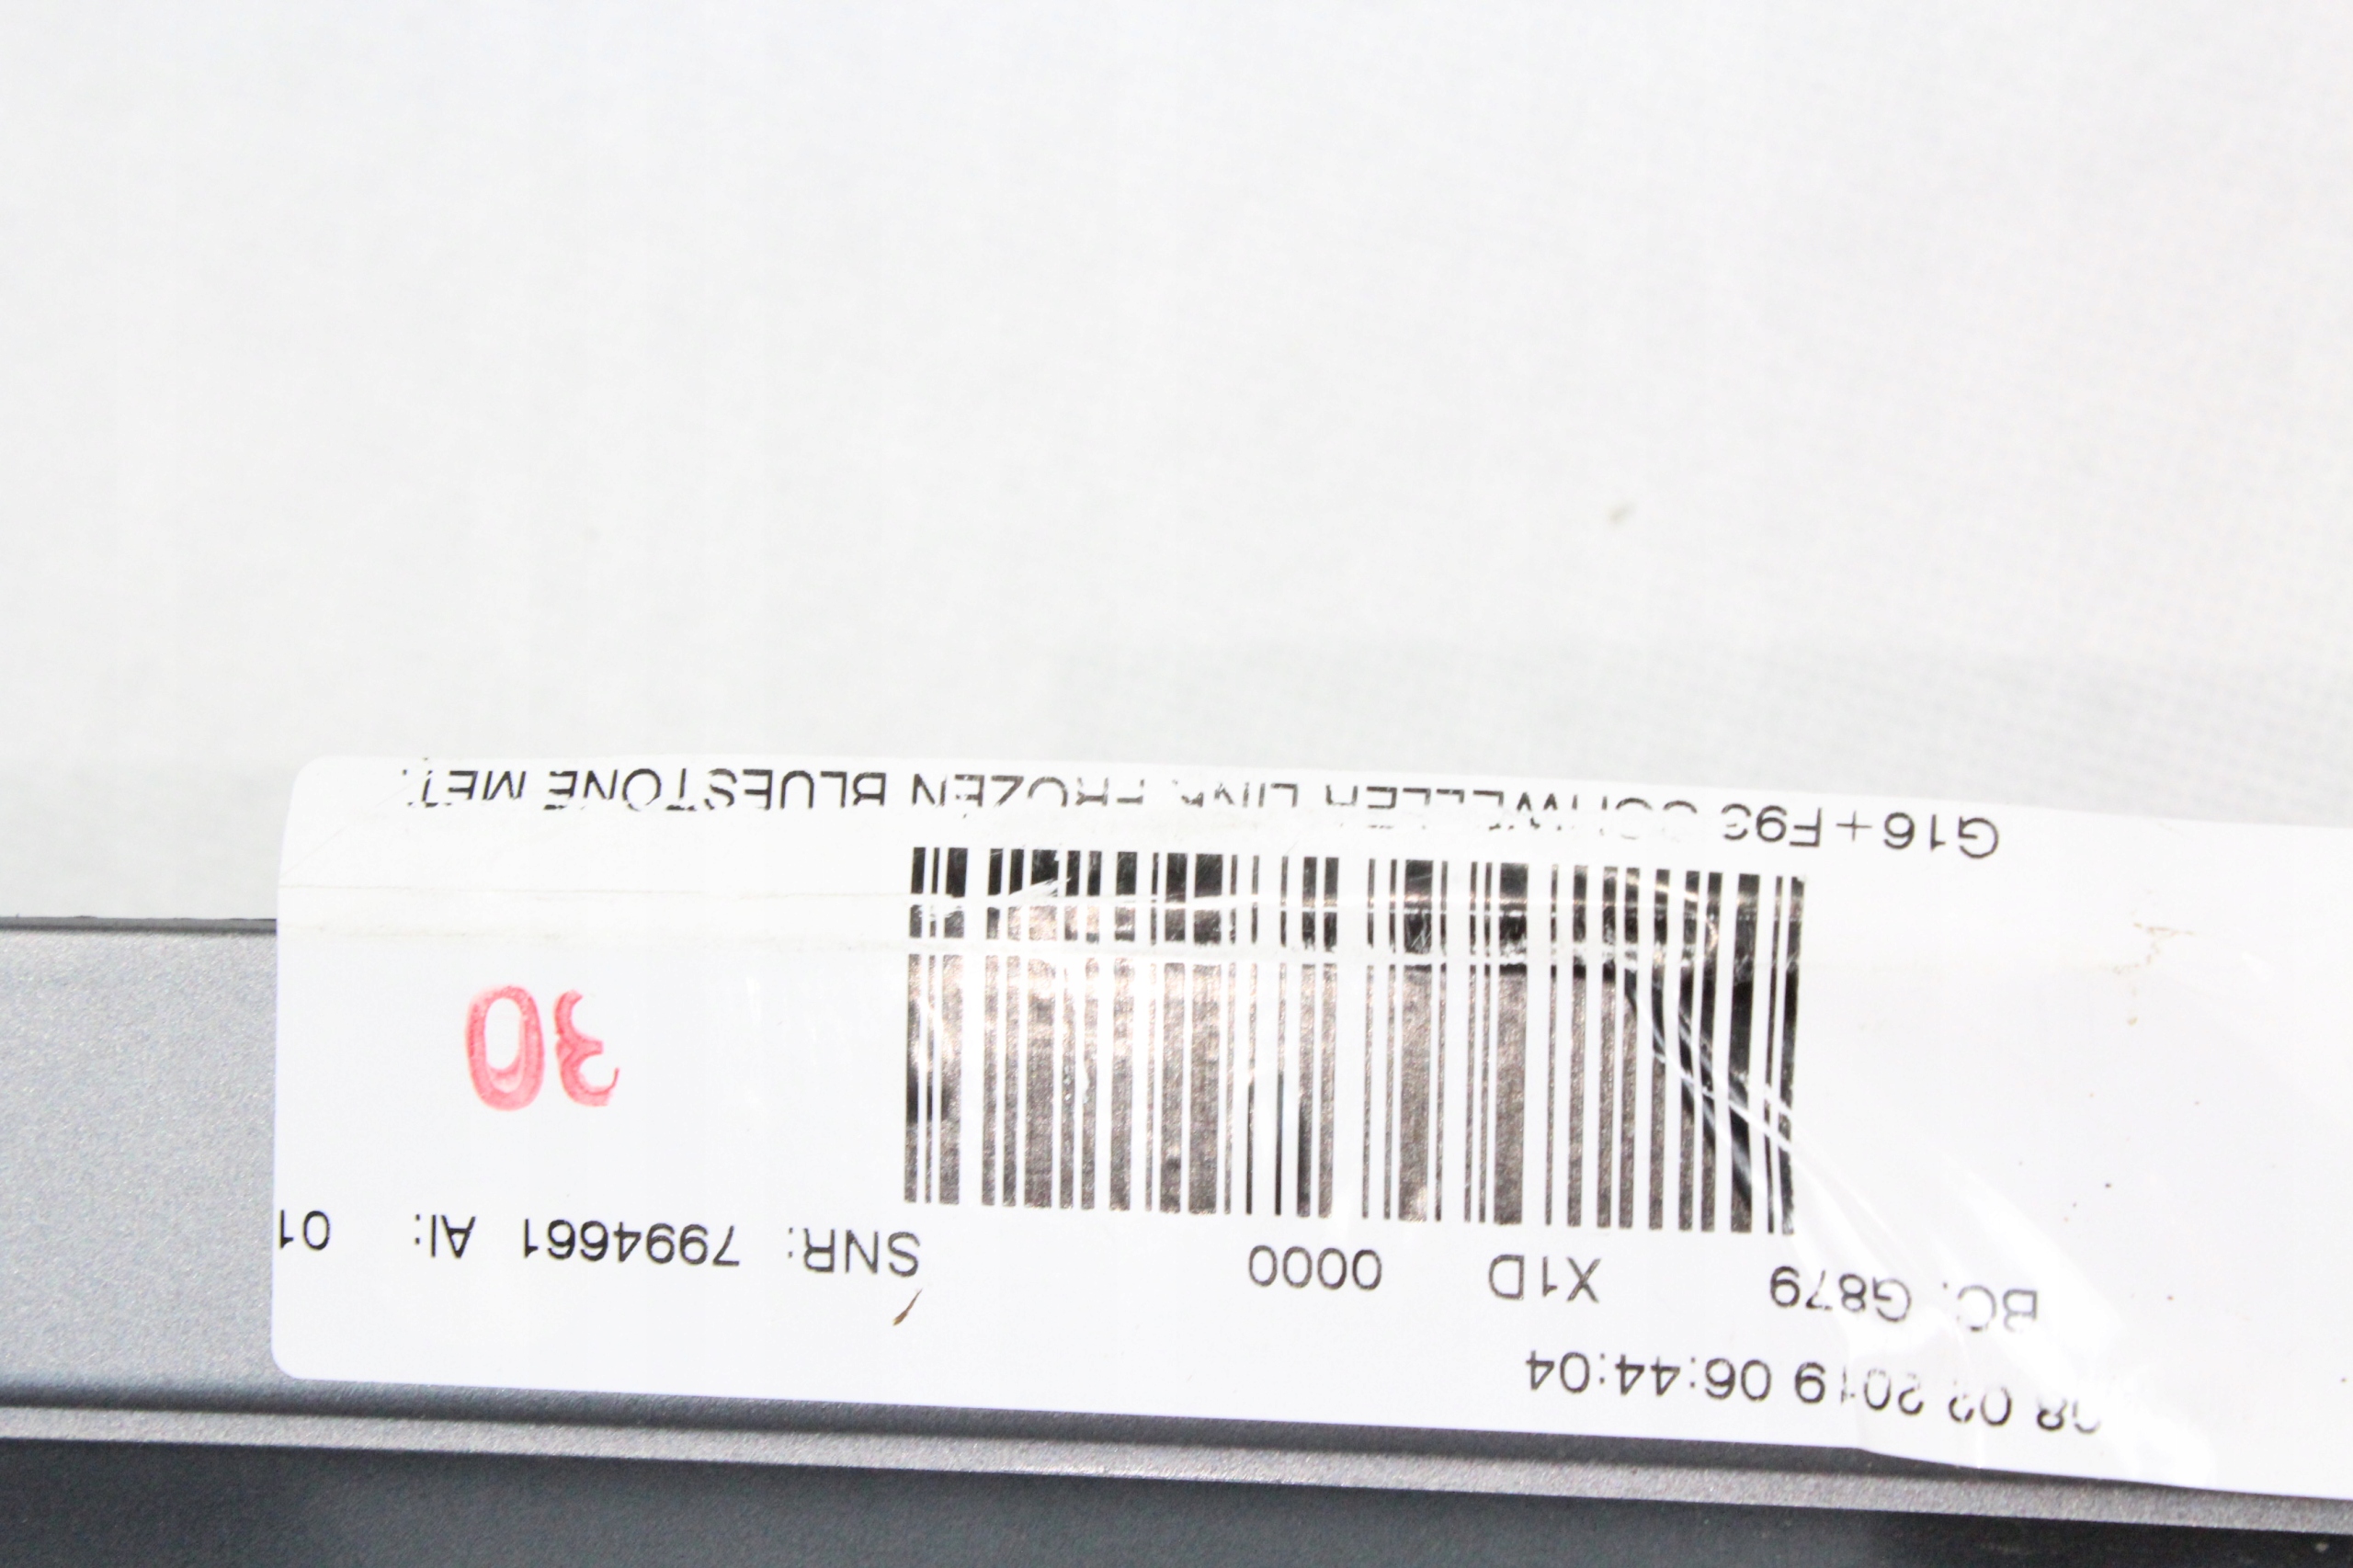 08 02 2019 06:44:04
BC: G879 X1D 0000 SNR: 7994661 AI: 01
30
G16+F93 SCHWELLER LINK. FROZEN BLUESTONE MET.